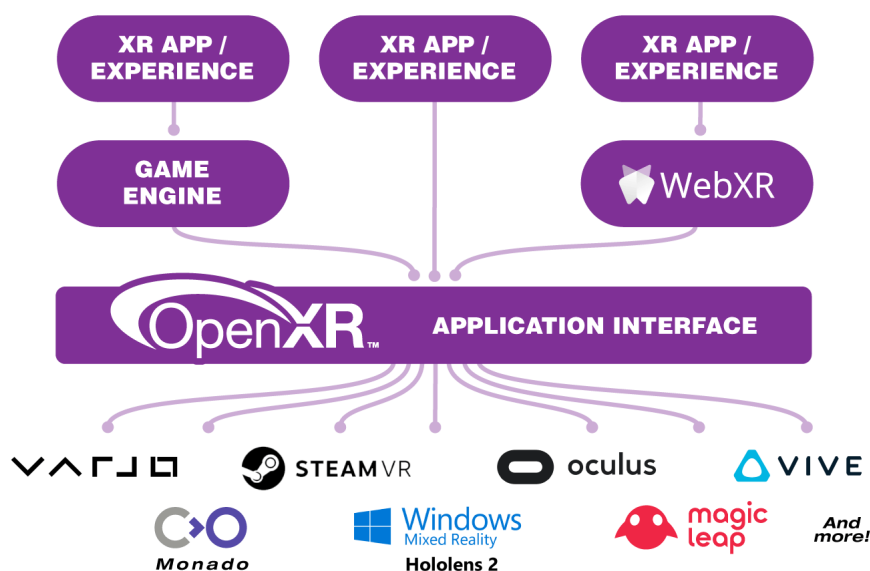 XR APP /
EXPERIENCE
XR APP /
EXPERIENCE
XR APP /
EXPERIENCE
GAME
ENGINE
WebXR
OpenXR™
APPLICATION INTERFACE
VARJO
STEAMVR
oculus
VIVE
Monado
Windows
Mixed Reality
Hololens 2
magic
leap
And
more!